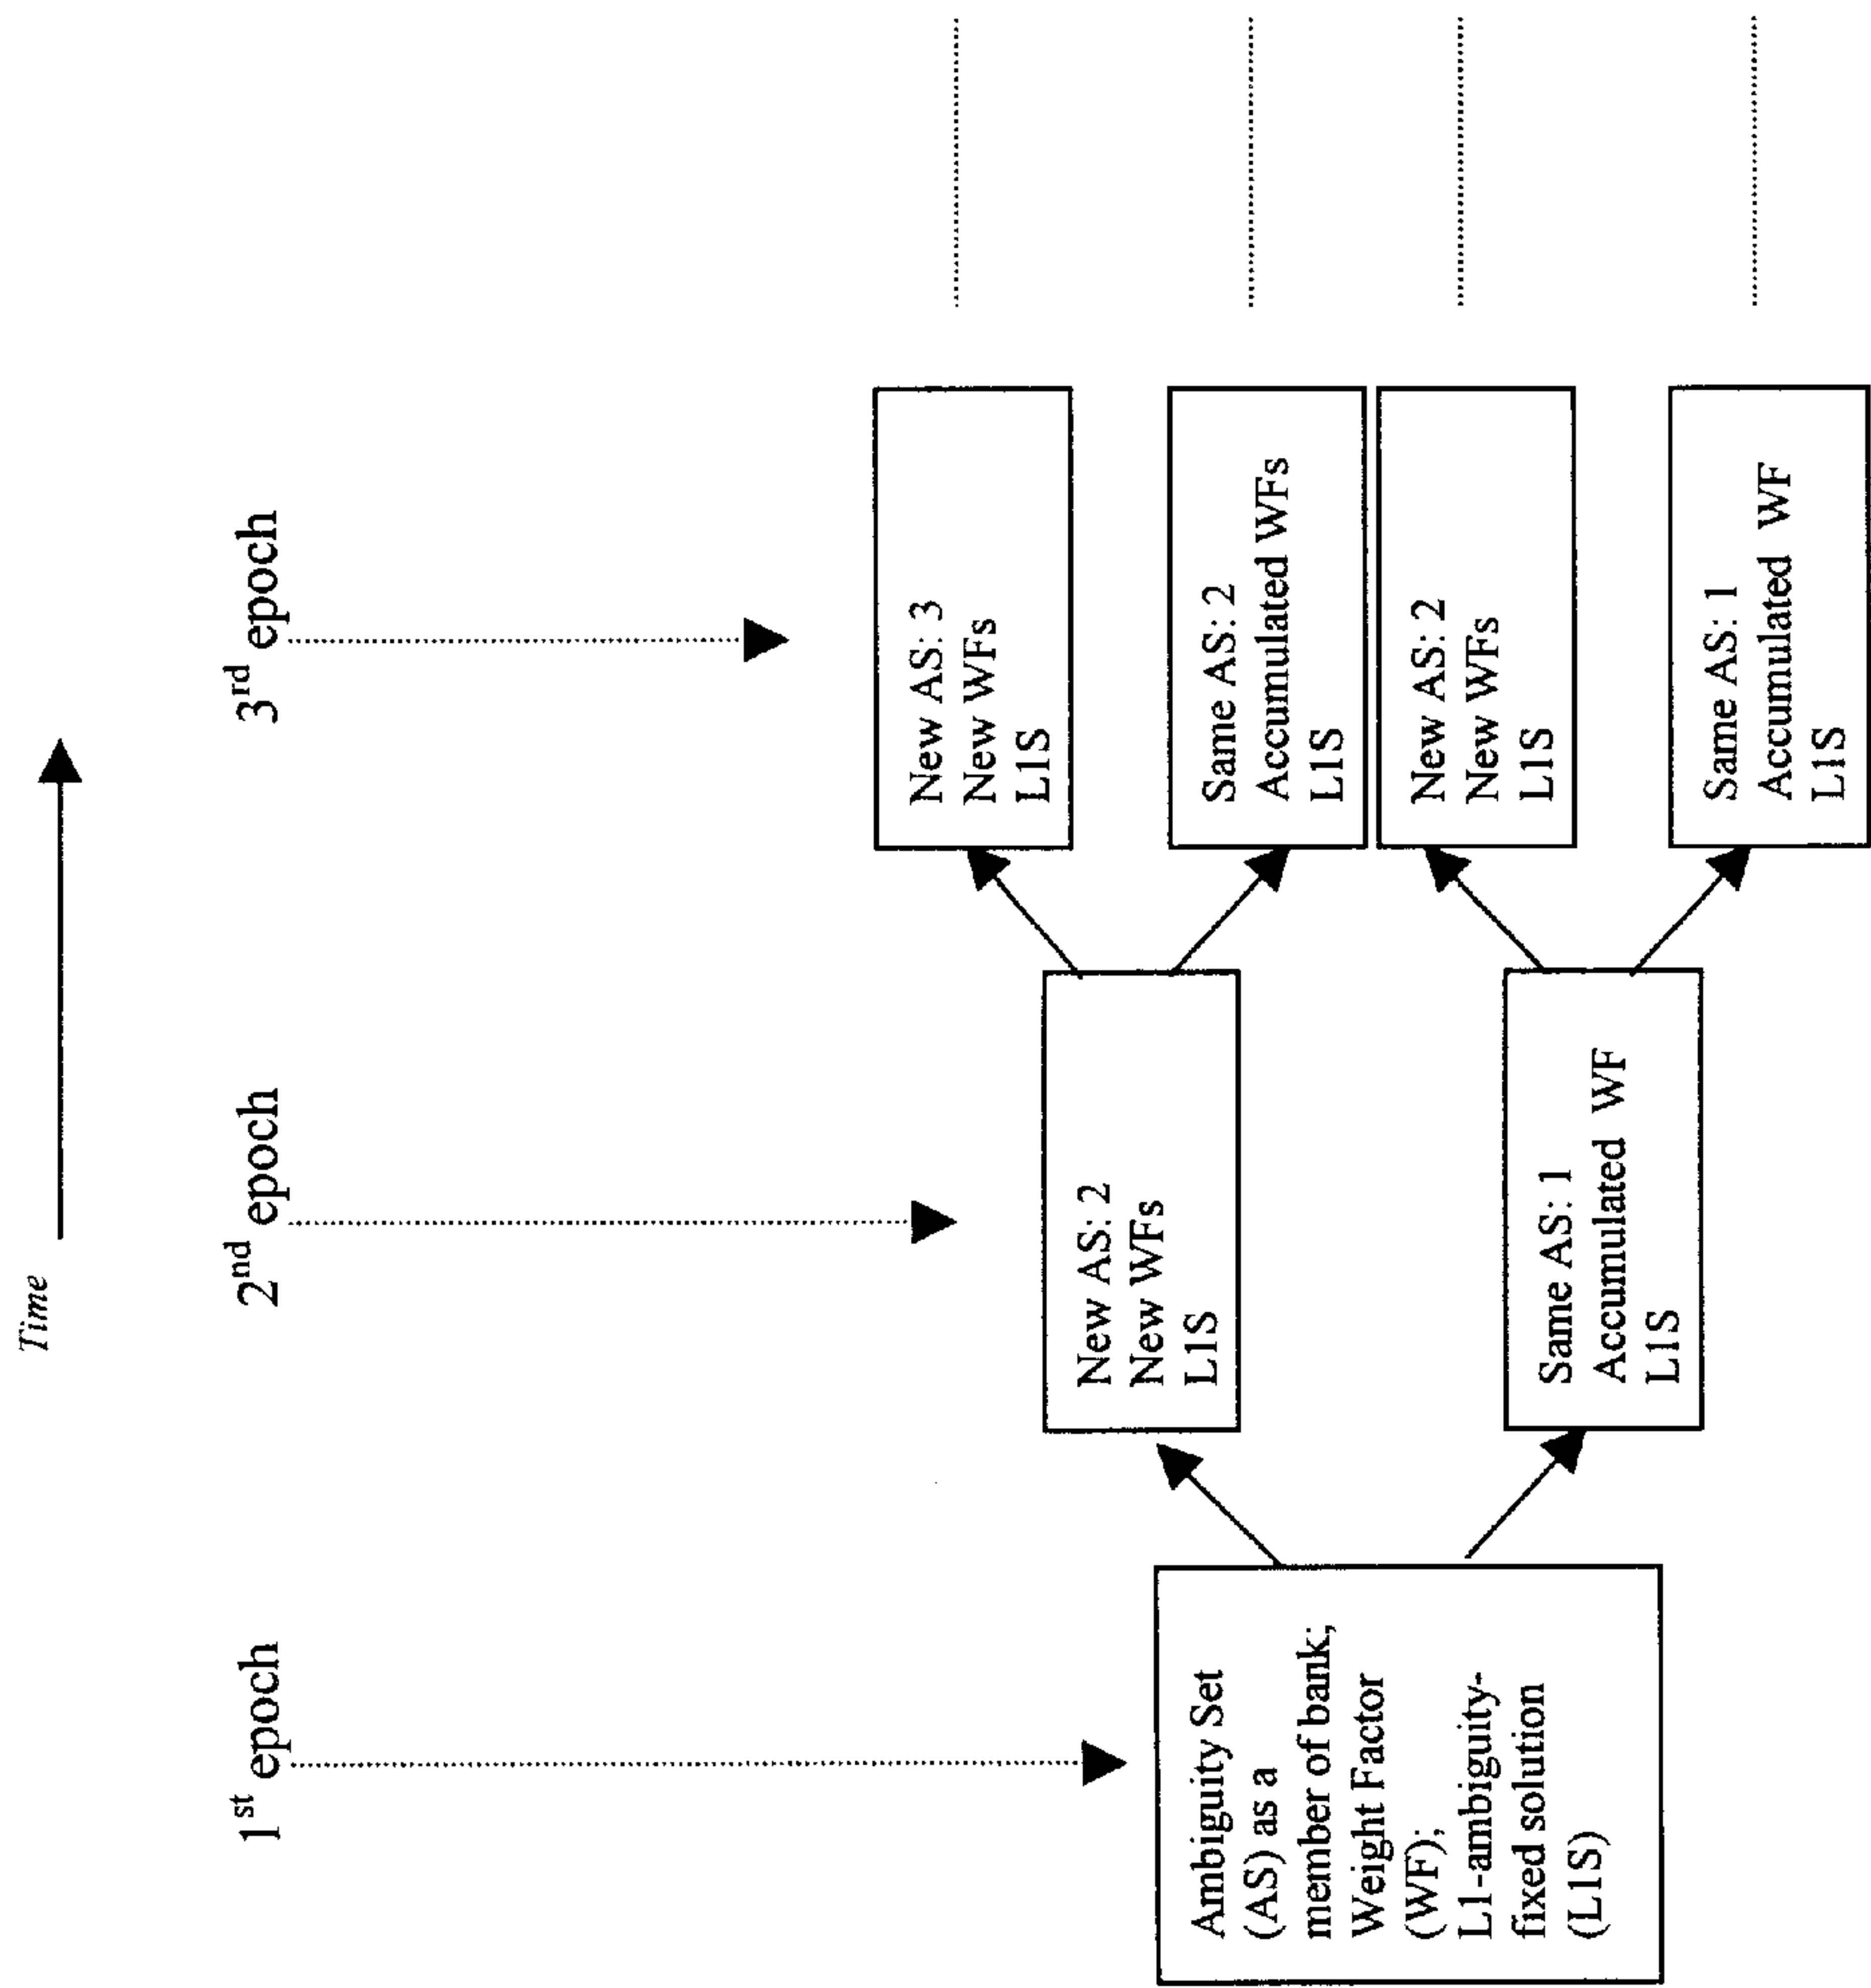 Time
1st epoch
2nd epoch
3rd epoch
Ambiguity Set
(AS) as a
member of bank;
Weight Factor
(WF);
L1-ambiguity-
fixed solution
(L1S)
New AS: 2
New WFs
L1S
Same AS: 1
Accumulated WF
L1S
New AS: 3
New WFs
L1S
Same AS: 2
Accumulated WFs
L1S
New AS: 2
New WFs
L1S
Same AS: 1
Accumulated WF
L1S